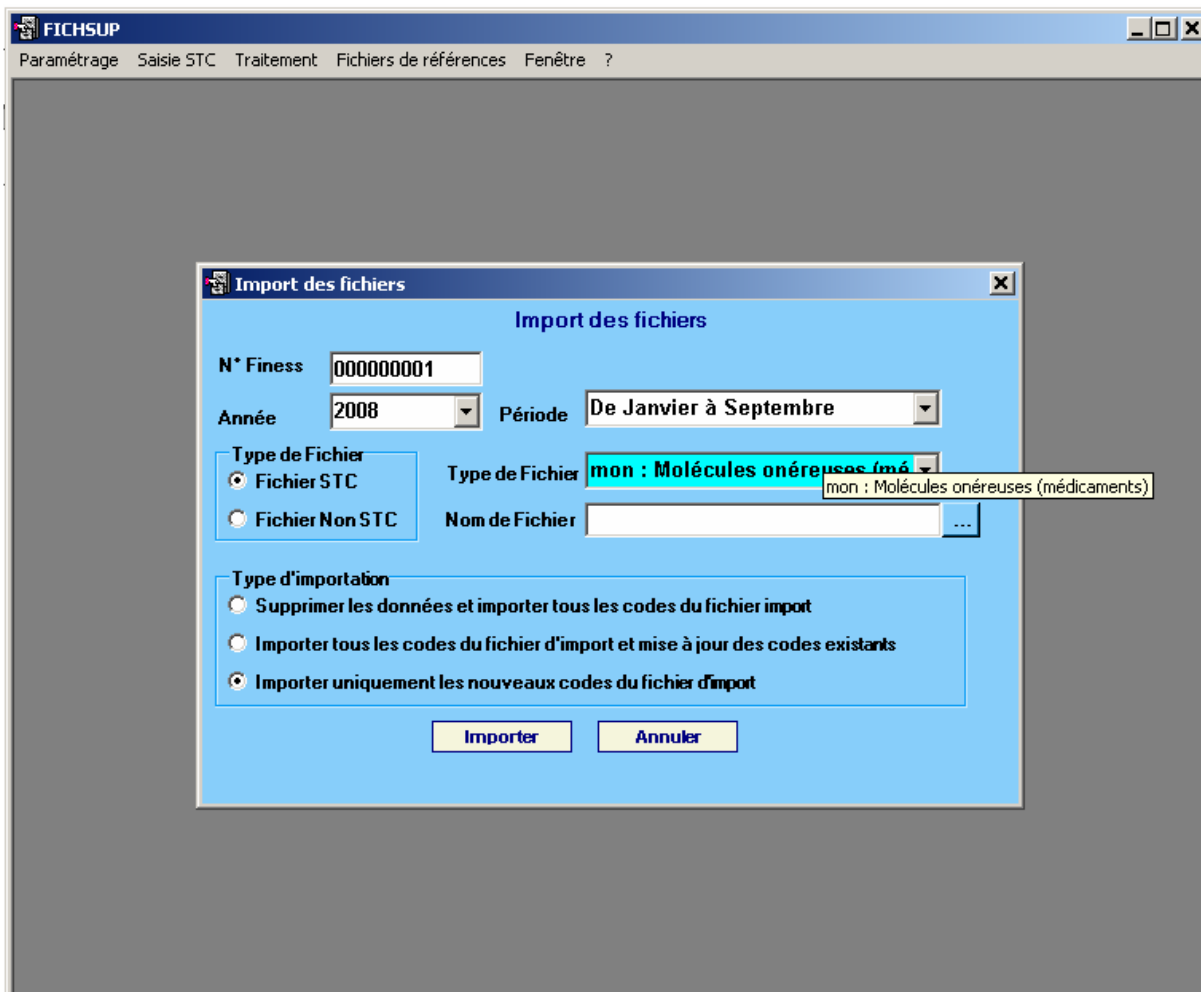 FICHSUP
Paramétrage Saisie STC Traitement Fichiers de références Fenêtre ?
Import des fichiers
Import des fichiers
N° Finess 000000001
Année 2008 Période De Janvier à Septembre
Type de Fichier
Fichier STC
Type de Fichier mon : Molécules onéreuses (mé
mon : Molécules onéreuses (médicaments)
Fichier Non STC
Nom de Fichier ...
Type d'importation
Supprimer les données et importer tous les codes du fichier import
Importer tous les codes du fichier d'import et mise à jour des codes existants
Importer uniquement les nouveaux codes du fichier d'import
Importer Annuler